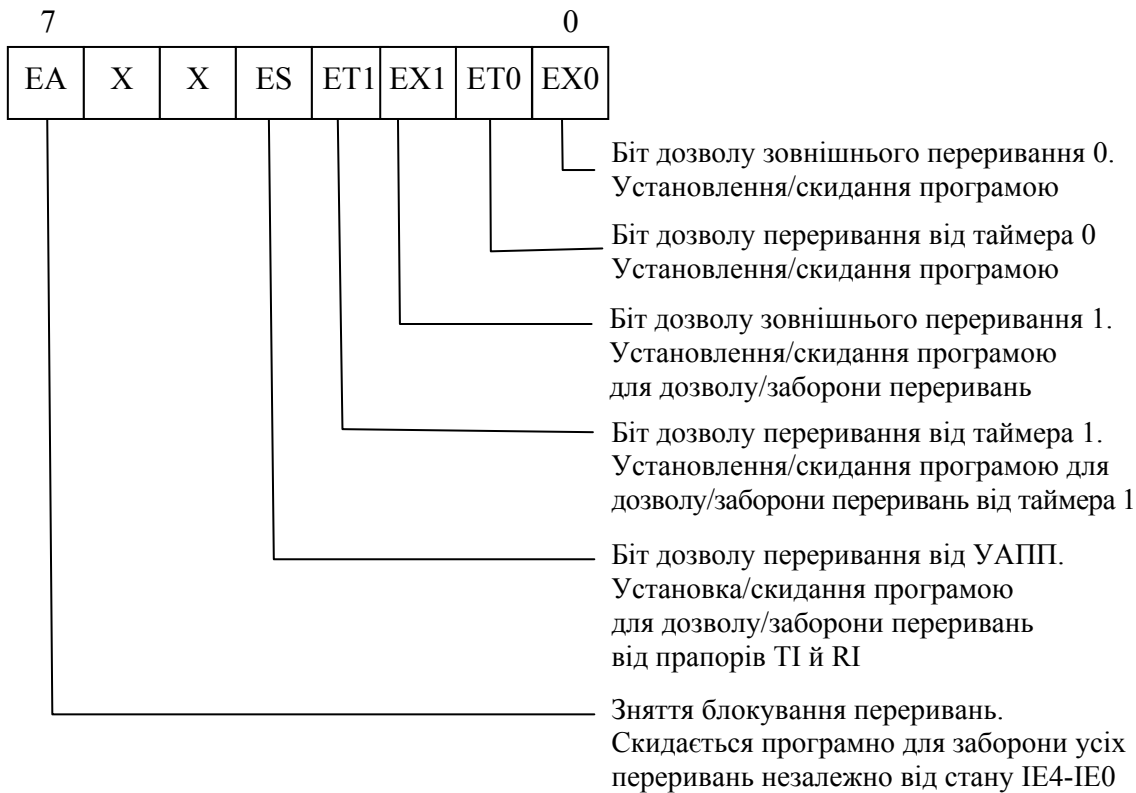 7 0
EA X X ES ET1 EX1 ET0 EX0
Біт дозволу зовнішнього переривання 0.
Установлення/скидання програмою
Біт дозволу переривання від таймера 0
Установлення/скидання програмою
Біт дозволу зовнішнього переривання 1.
Установлення/скидання програмою
для дозволу/заборони переривань
Біт дозволу переривання від таймера 1.
Установлення/скидання програмою для
дозволу/заборони переривань від таймера 1
Біт дозволу переривання від УАПП.
Установка/скидання програмою
для дозволу/заборони переривань
від прапорів TI й RI
Зняття блокування переривань.
Скидається програмно для заборони усіх
переривань незалежно від стану IE4-IE0